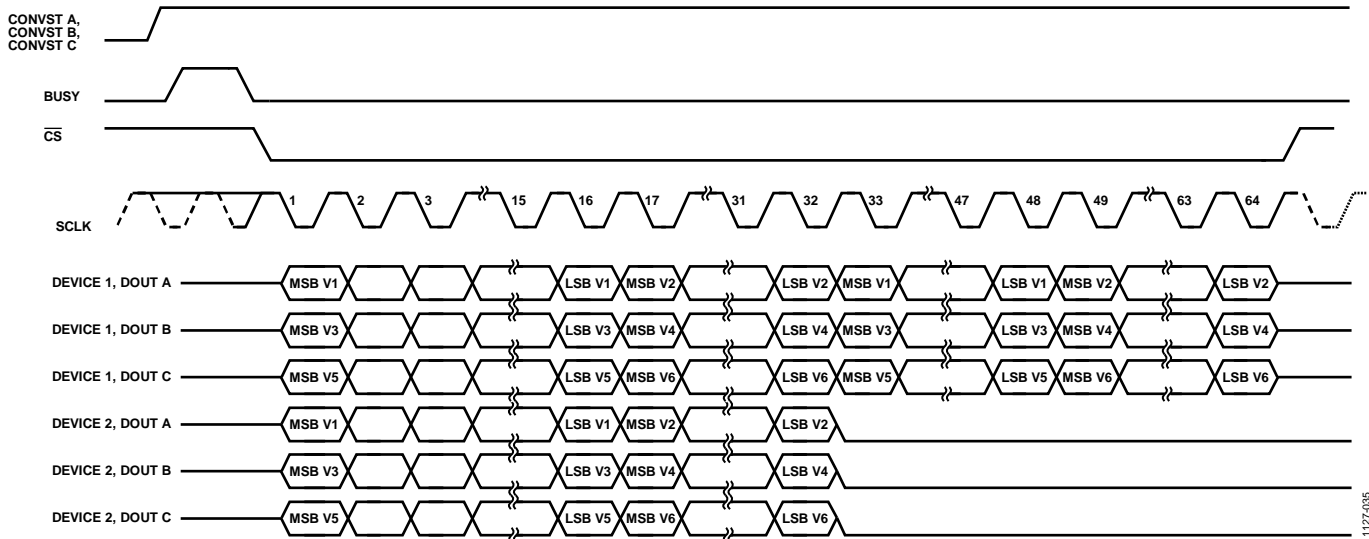 CONVST A,
CONVST B,
CONVST C
BUSY
CS
SCLK
1 2 3 15 16 17 31 32 33 47 48 49 63 64
DEVICE 1, DOUT A MSB V1 LSB V1 MSB V2 LSB V2 MSB V1 LSB V1 MSB V2 LSB V2
DEVICE 1, DOUT B MSB V3 LSB V3 MSB V4 LSB V4 MSB V3 LSB V3 MSB V4 LSB V4
DEVICE 1, DOUT C MSB V5 LSB V5 MSB V6 LSB V6 MSB V5 LSB V5 MSB V6 LSB V6
DEVICE 2, DOUT A MSB V1 LSB V1 MSB V2 LSB V2
DEVICE 2, DOUT B MSB V3 LSB V3 MSB V4 LSB V4
DEVICE 2, DOUT C MSB V5 LSB V5 MSB V6 LSB V6
1127-035